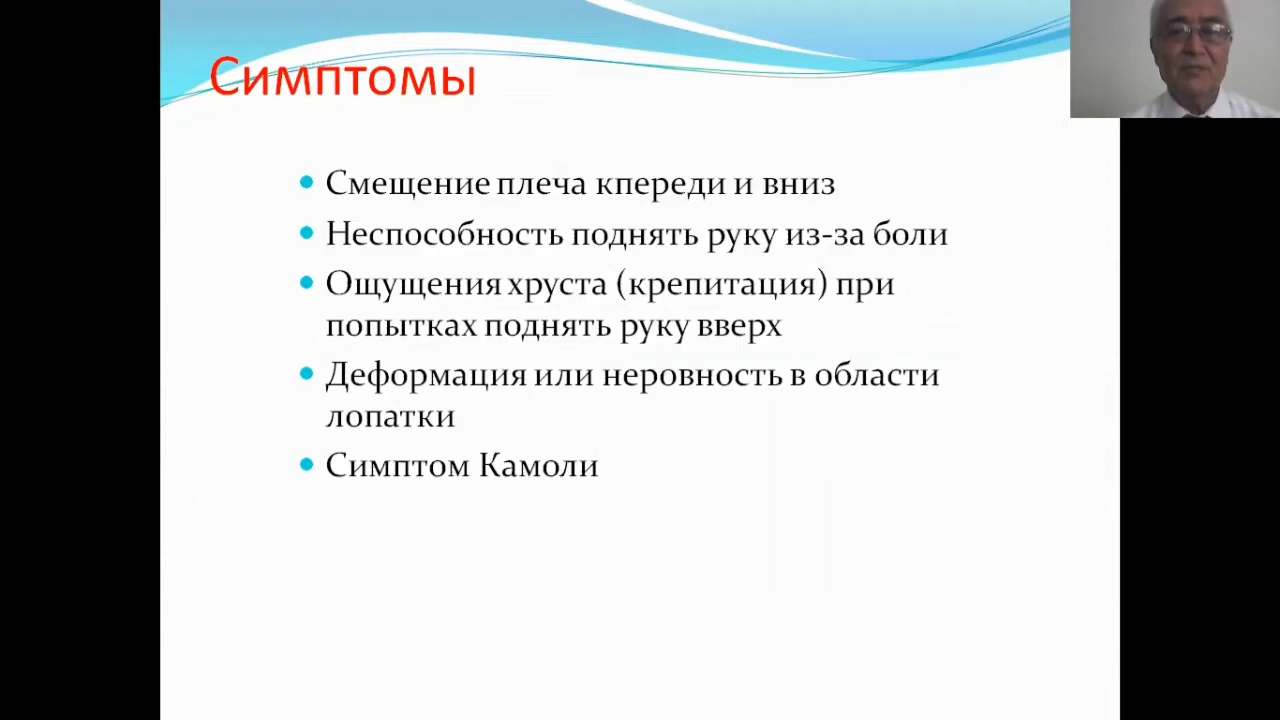 Симптомы
Смещение плеча кпереди и вниз
Неспособность поднять руку из-за боли
Ощущения хруста (крепитация) при
попытках поднять руку вверх
Деформация или неровность в области
лопатки
Симптом Камоли